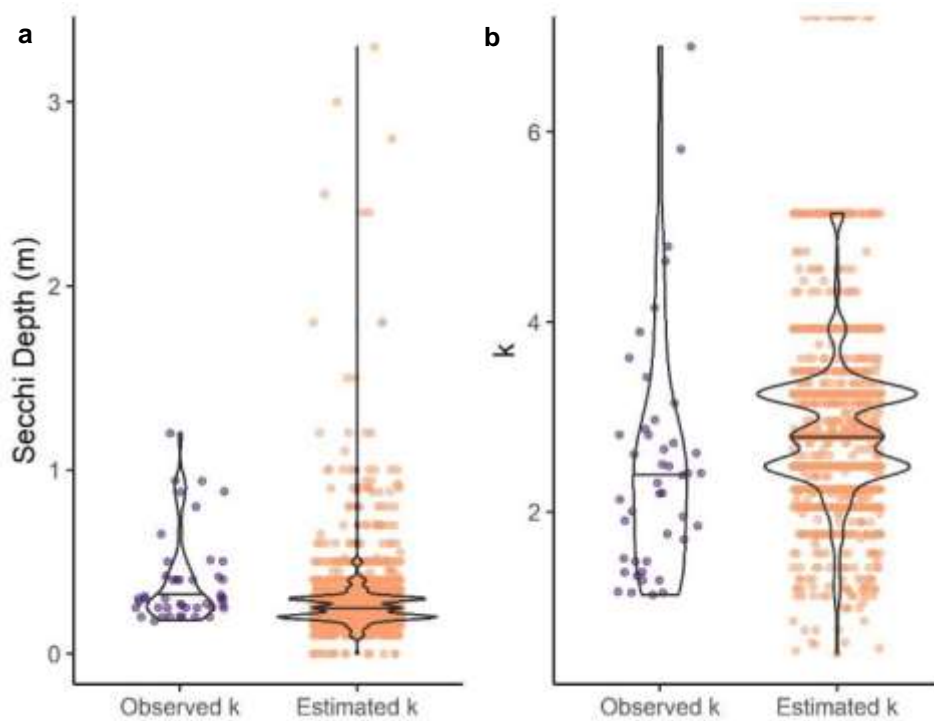 a
Secchi Depth (m)
3
2
1
0
Observed k
Estimated k
b
k
6
4
2
Observed k
Estimated k